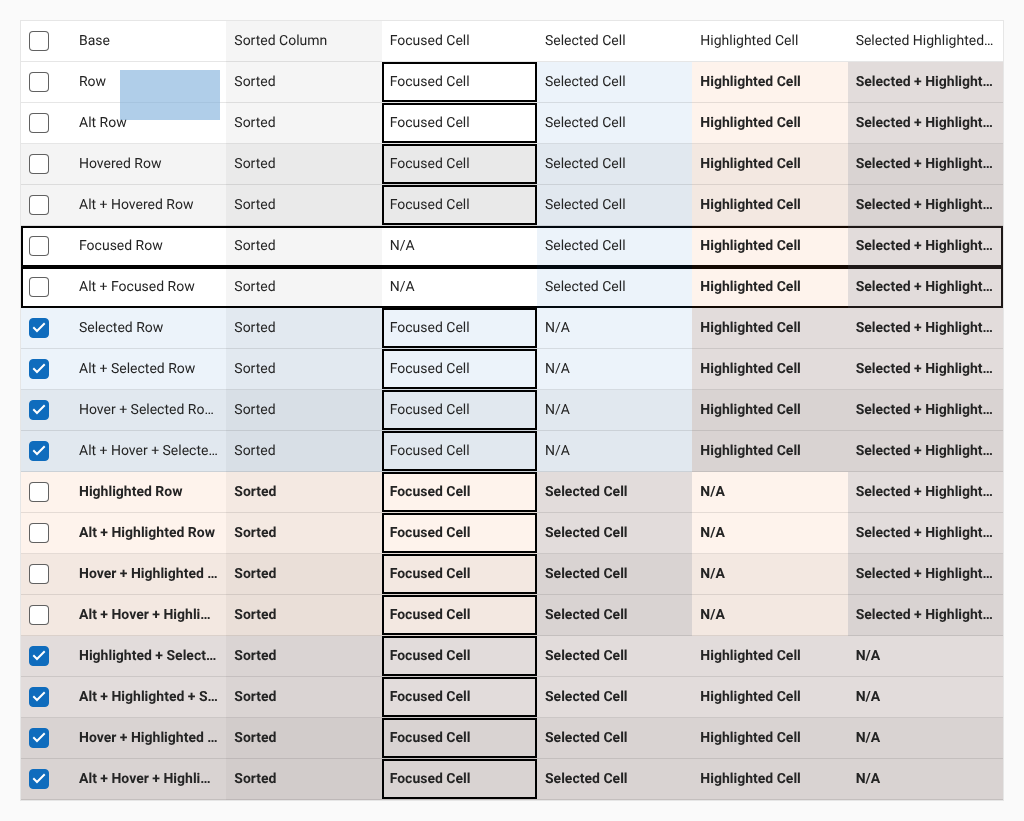 Base Sorted Column Focused Cell Selected Cell Highlighted Cell Selected Highlighted...
Row Sorted Focused Cell Selected Cell Highlighted Cell Selected + Highlight...
Alt Row Sorted Focused Cell Selected Cell Highlighted Cell Selected + Highlight...
Hovered Row Sorted Focused Cell Selected Cell Highlighted Cell Selected + Highlight...
Alt + Hovered Row Sorted Focused Cell Selected Cell Highlighted Cell Selected + Highlight...
Focused Row Sorted N/A Selected Cell Highlighted Cell Selected + Highlight...
Alt + Focused Row Sorted N/A Selected Cell Highlighted Cell Selected + Highlight...
Selected Row Sorted Focused Cell N/A Highlighted Cell Selected + Highlight...
Alt + Selected Row Sorted Focused Cell N/A Highlighted Cell Selected + Highlight...
Hover + Selected Ro... Sorted Focused Cell N/A Highlighted Cell Selected + Highlight...
Alt + Hover + Selecte... Sorted Focused Cell N/A Highlighted Cell Selected + Highlight...
Highlighted Row Sorted Focused Cell Selected Cell N/A Selected + Highlight...
Alt + Highlighted Row Sorted Focused Cell Selected Cell N/A Selected + Highlight...
Hover + Highlighted ... Sorted Focused Cell Selected Cell N/A Selected + Highlight...
Alt + Hover + Highli... Sorted Focused Cell Selected Cell N/A Selected + Highlight...
Highlighted + Select... Sorted Focused Cell Selected Cell Highlighted Cell N/A
Alt + Highlighted + S... Sorted Focused Cell Selected Cell Highlighted Cell N/A
Hover + Highlighted ... Sorted Focused Cell Selected Cell Highlighted Cell N/A
Alt + Hover + Highli... Sorted Focused Cell Selected Cell Highlighted Cell N/A